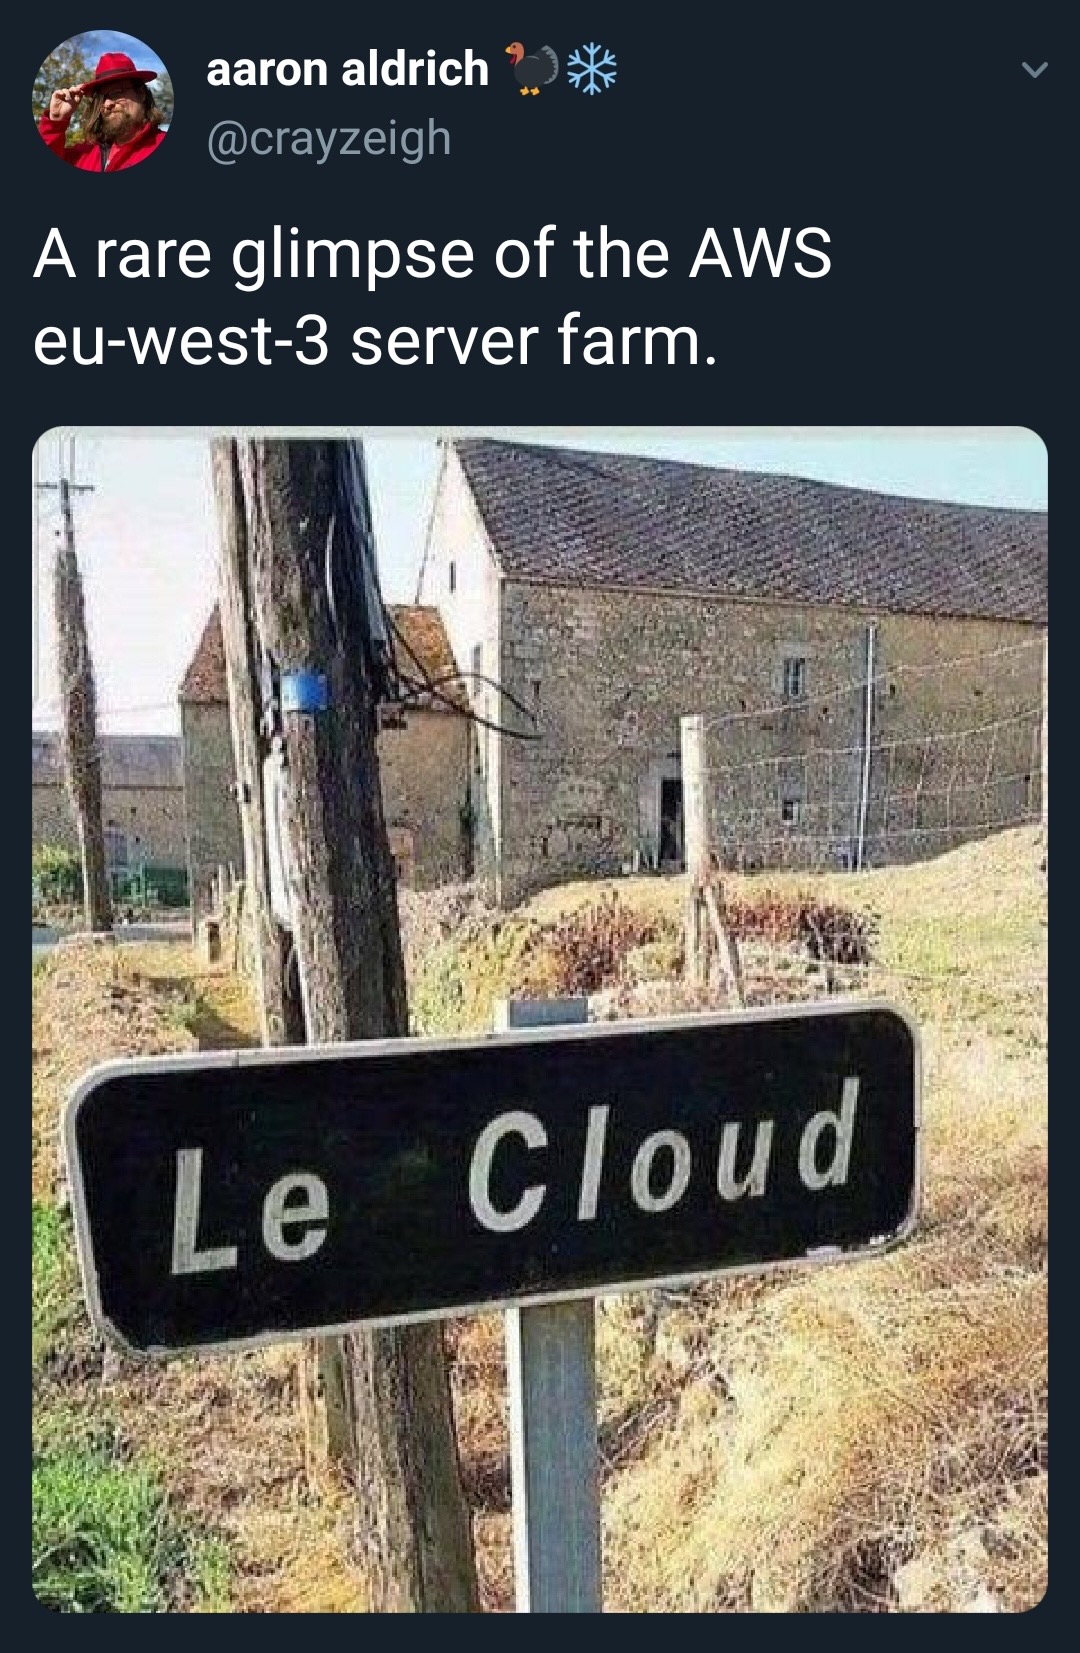 aaron aldrich 🦃❄️
@crayzeigh
A rare glimpse of the AWS
eu-west-3 server farm.
Le Cloud